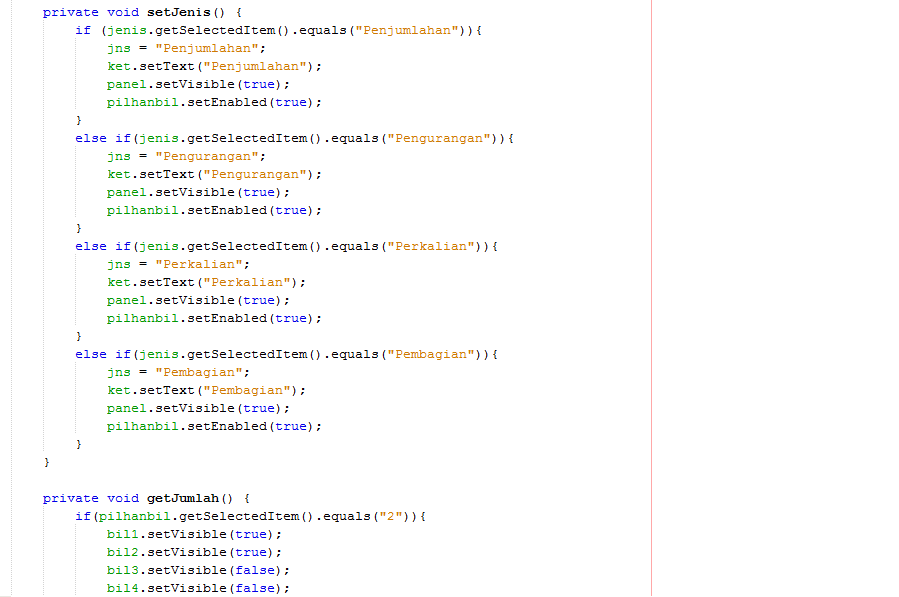 private void setJenis() {
if (jenis.getSelectedItem().equals("Penjumlahan")){
jns = "Penjumlahan";
ket.setText("Penjumlahan");
panel.setVisible(true);
pilhanbil.setEnabled(true);
}
else if(jenis.getSelectedItem().equals("Pengurangan")){
jns = "Pengurangan";
ket.setText("Pengurangan");
panel.setVisible(true);
pilhanbil.setEnabled(true);
}
else if(jenis.getSelectedItem().equals("Perkalian")){
jns = "Perkalian";
ket.setText("Perkalian");
panel.setVisible(true);
pilhanbil.setEnabled(true);
}
else if(jenis.getSelectedItem().equals("Pembagian")){
jns = "Pembagian";
ket.setText("Pembagian");
panel.setVisible(true);
pilhanbil.setEnabled(true);
}
}
private void getJumlah() {
if(pilhanbil.getSelectedItem().equals("2")){
bil1.setVisible(true);
bil2.setVisible(true);
bil3.setVisible(false);
bil4.setVisible(false);